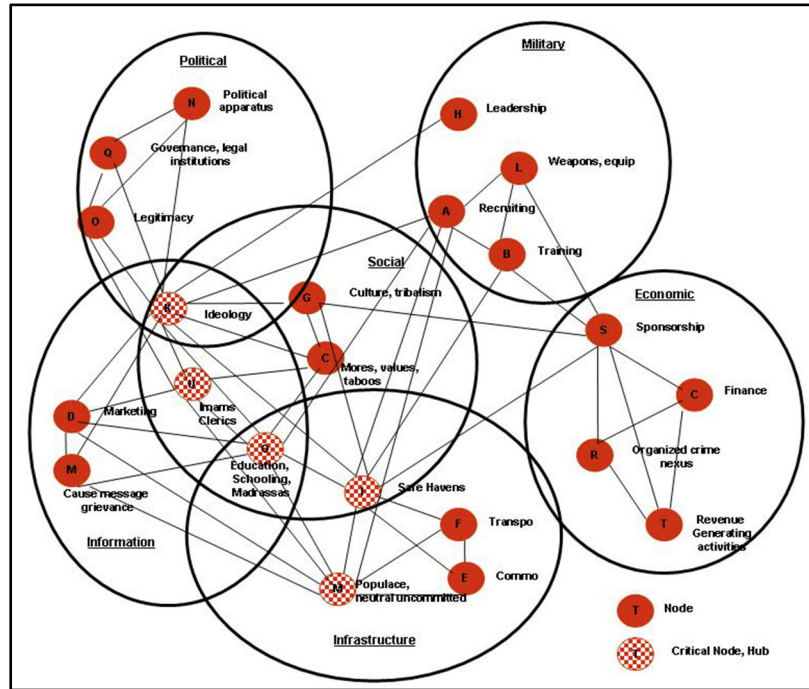 Political
Military
N
Political
apparatus
H
Leadership
Q
Governance, legal
institutions
L
Weapons, equip
O
Legitimacy
A
Recruiting
B
Training
Social
Economic
Ideology
G
Culture, tribalism
S
Sponsorship
C
Mores, values,
taboos
U
Imams
Clerics
C
Finance
D
Marketing
R
Organized crime
nexus
M
Cause message
grievance
Education,
Schooling,
Madrassas
Safe Havens
F
Transpo
T
Revenue
Generating
activities
Information
M
Populace,
neutral uncommitted
E
Commo
Infrastructure
T
Node
Critical Node, Hub